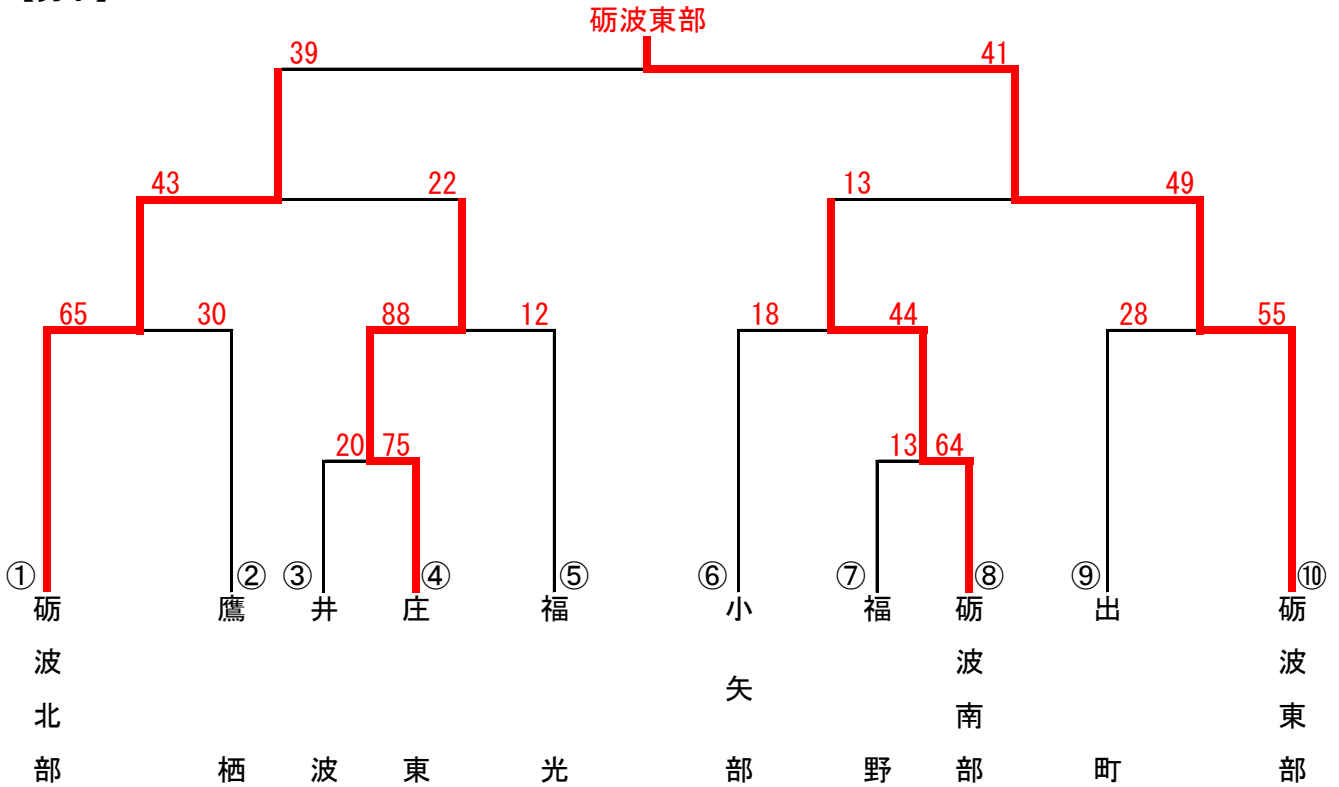 砺波東部
39 41
43 22 13 49
65 30 88 12 18 44 28 55
20 75 13 64
① ② ③ ④ ⑤ ⑥ ⑦ ⑧ ⑨ ⑩
砺波北部
鷹栖
井波
庄東
福光
小矢部
福野
砺波南部
出町
砺波東部